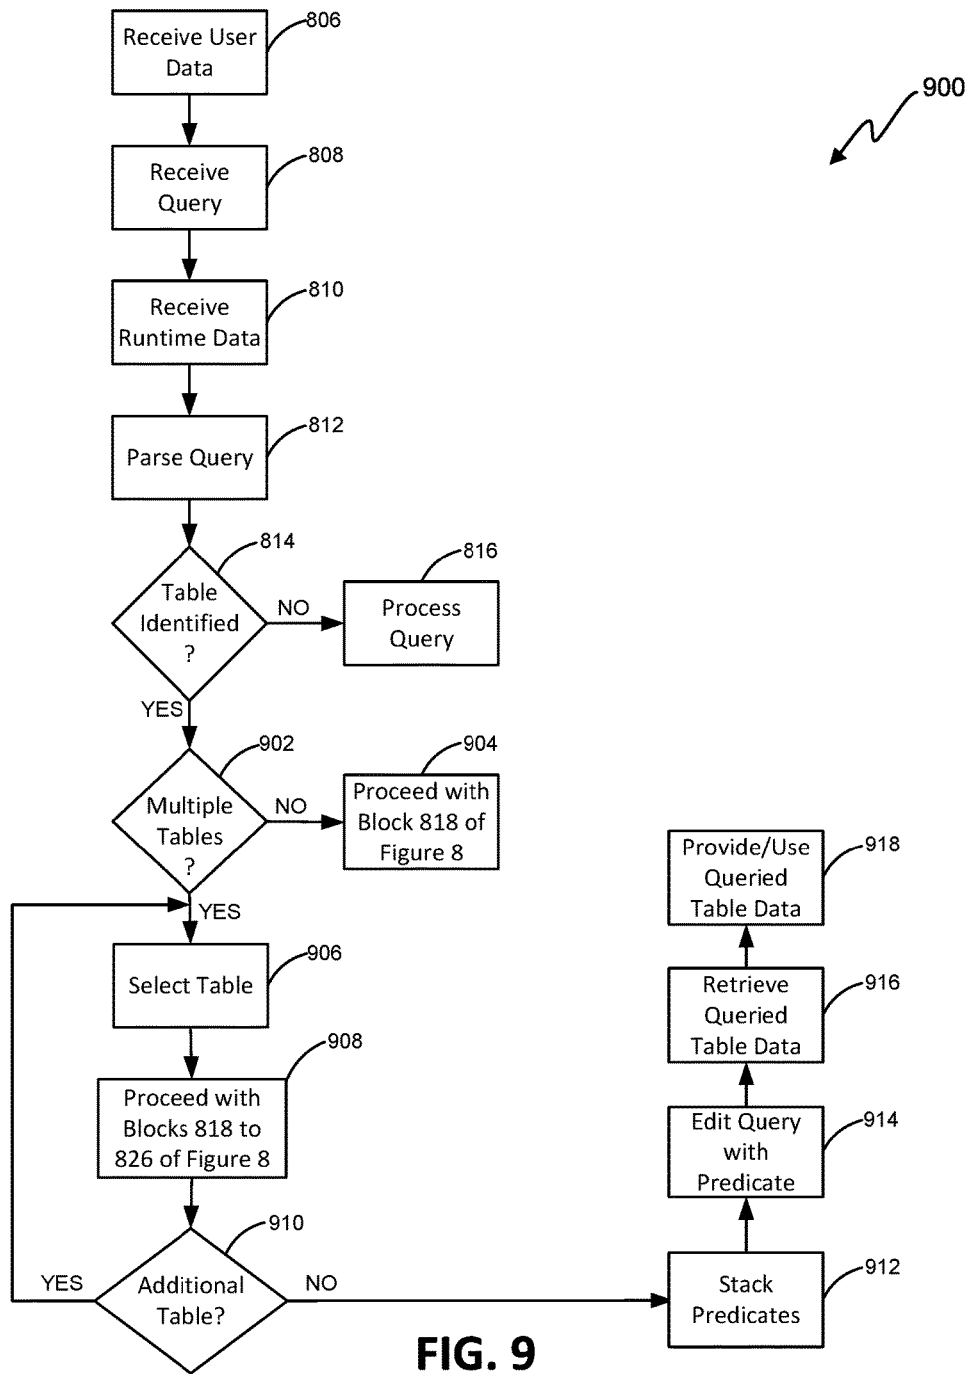 806
Receive User
Data
900
808
Receive
Query
810
Receive
Runtime Data
812
Parse Query
814
Table
Identified
?
NO
816
Process
Query
YES
902
Multiple
Tables
?
NO
904
Proceed with
Block 818 of
Figure 8
YES
906
Select Table
908
Proceed with
Blocks 818 to
826 of Figure 8
910
Additional
Table?
YES
NO
918
Provide/Use
Queried
Table Data
916
Retrieve
Queried
Table Data
914
Edit Query
with
Predicate
912
Stack
Predicates
FIG. 9